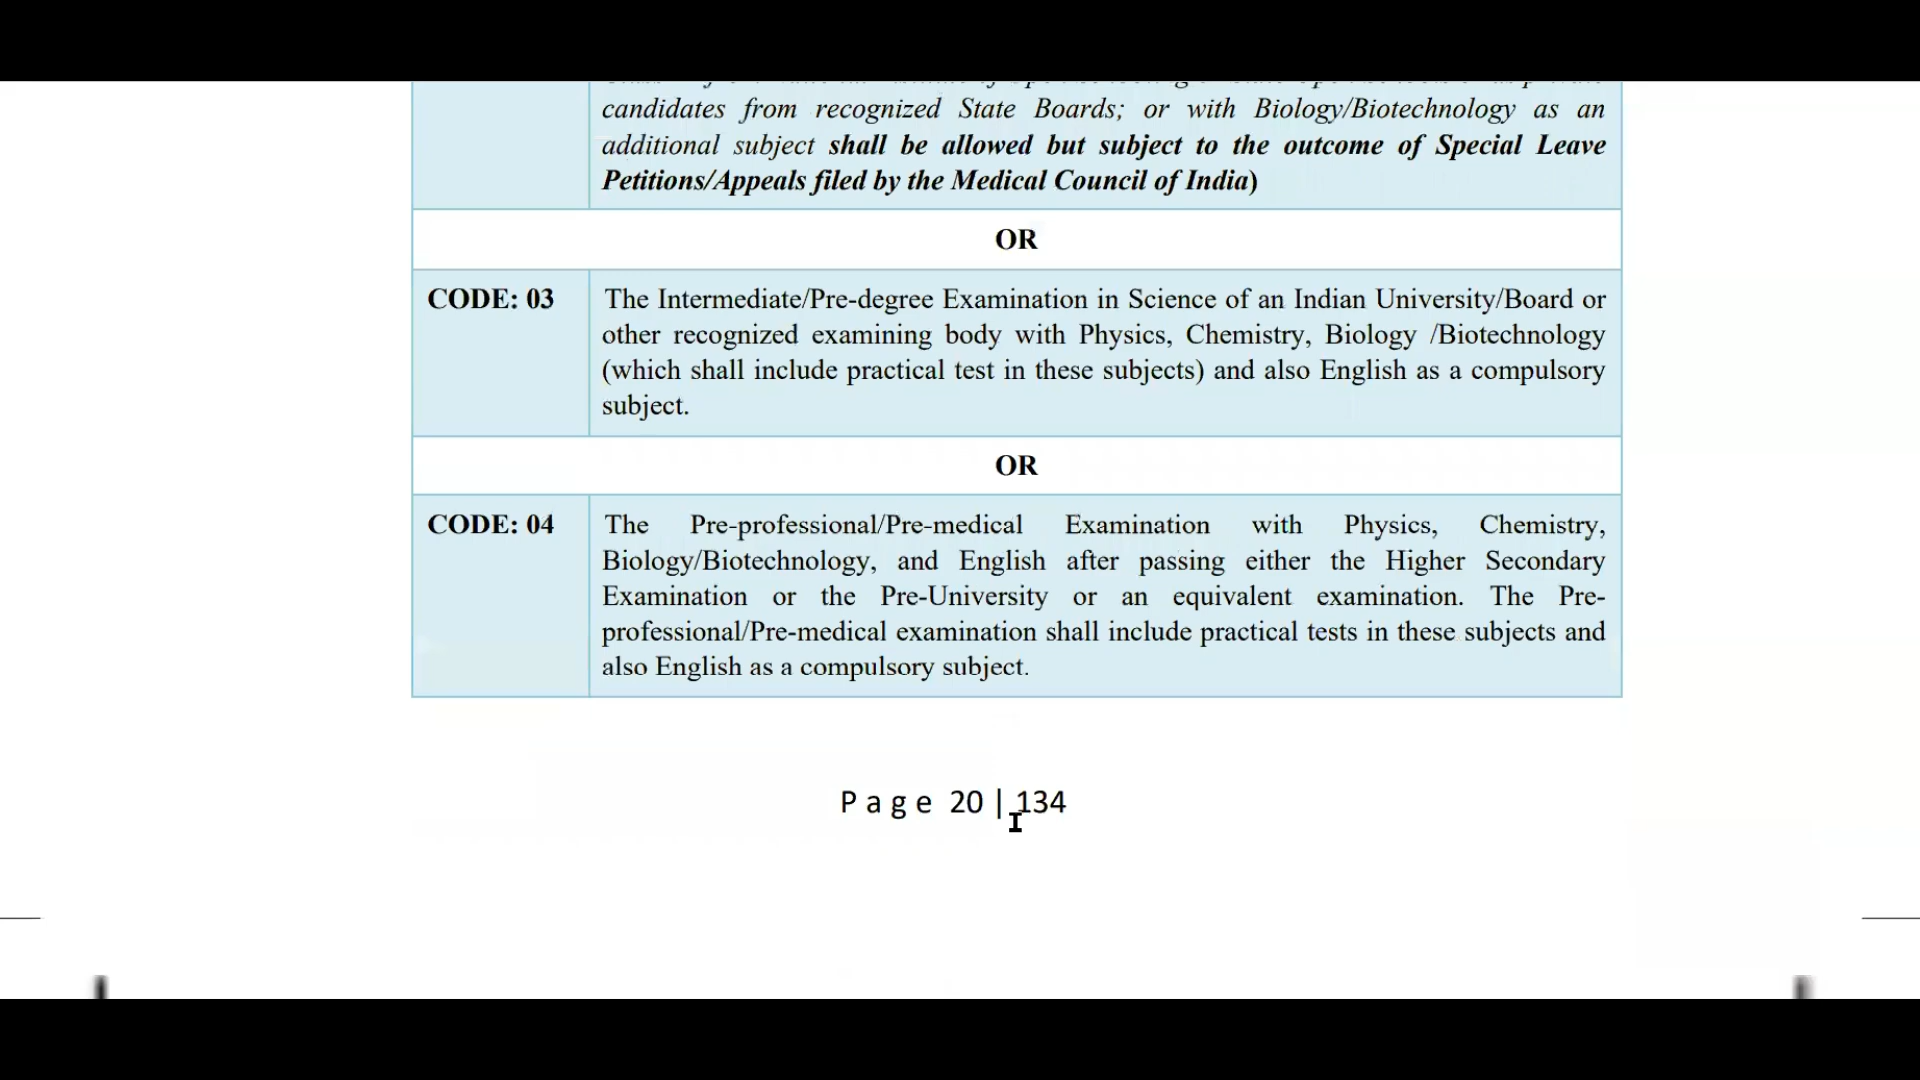 candidates from recognized State Boards; or with Biology/Biotechnology as an
additional subject shall be allowed but subject to the outcome of Special Leave
Petitions/Appeals filed by the Medical Council of India)
OR
CODE: 03
The Intermediate/Pre-degree Examination in Science of an Indian University/Board or
other recognized examining body with Physics, Chemistry, Biology /Biotechnology
(which shall include practical test in these subjects) and also English as a compulsory
subject.
OR
CODE: 04
The Pre-professional/Pre-medical Examination with Physics, Chemistry,
Biology/Biotechnology, and English after passing either the Higher Secondary
Examination or the Pre-University or an equivalent examination. The Pre-
professional/Pre-medical examination shall include practical tests in these subjects and
also English as a compulsory subject.
Page 20 | 134